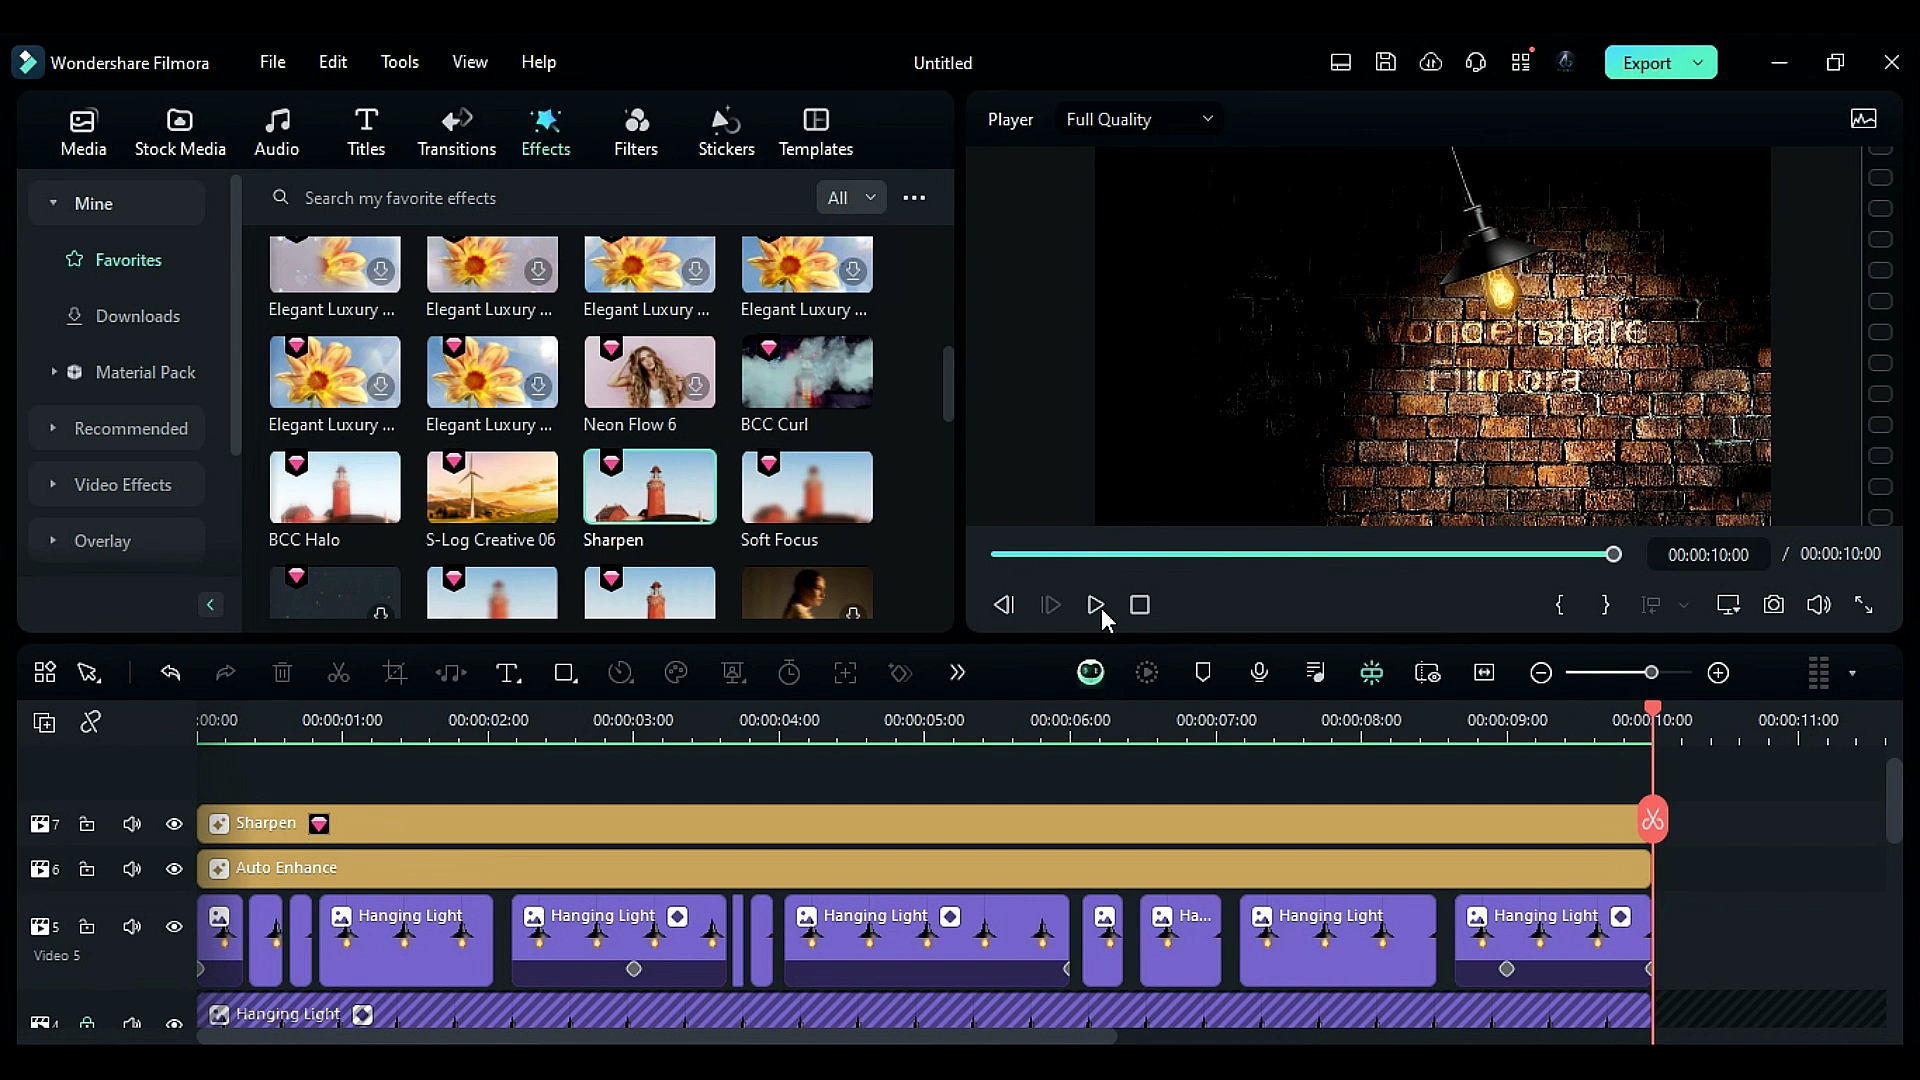 Wondershare Filmora
File
Edit
Tools
View
Help
Untitled
Export
Media
Stock Media
Audio
Titles
Transitions
Effects
Filters
Stickers
Templates
Player
Full Quality
Mine
Search my favorite effects
All
Favorites
Downloads
Material Pack
Recommended
Video Effects
Overlay
Elegant Luxury ...
Elegant Luxury ...
Elegant Luxury ...
Elegant Luxury ...
Elegant Luxury ...
Elegant Luxury ...
Neon Flow 6
BCC Curl
BCC Halo
S-Log Creative 06
Sharpen
Soft Focus
Wondershare
Filmora
00:00:10:00 / 00:00:10:00
:00:00
00:00:01:00
00:00:02:00
00:00:03:00
00:00:04:00
00:00:05:00
00:00:06:00
00:00:07:00
00:00:08:00
00:00:09:00
00:00:10:00
00:00:11:00
7
Sharpen
6
Auto Enhance
5
Video 5
Hanging Light
Hanging Light
Hanging Light
Ha...
Hanging Light
Hanging Light
4
Hanging Light